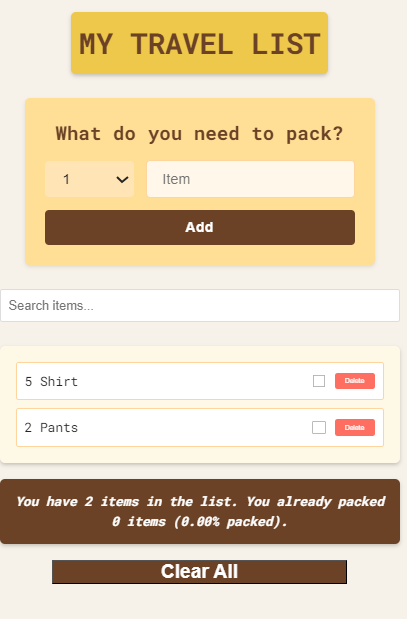 MY TRAVEL LIST
What do you need to pack?
1 Item
Add
Search items...
5 Shirt Delete
2 Pants Delete
You have 2 items in the list. You already packed
0 items (0.00% packed).
Clear All